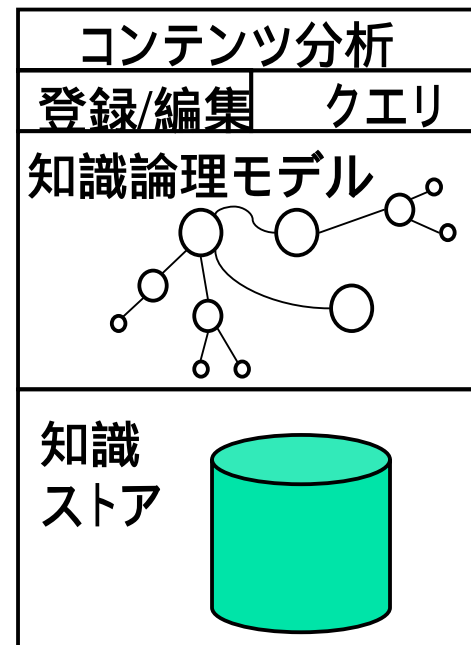 コンテンツ分析
登録/編集
クエリ
知識論理モデル
知識
ストア